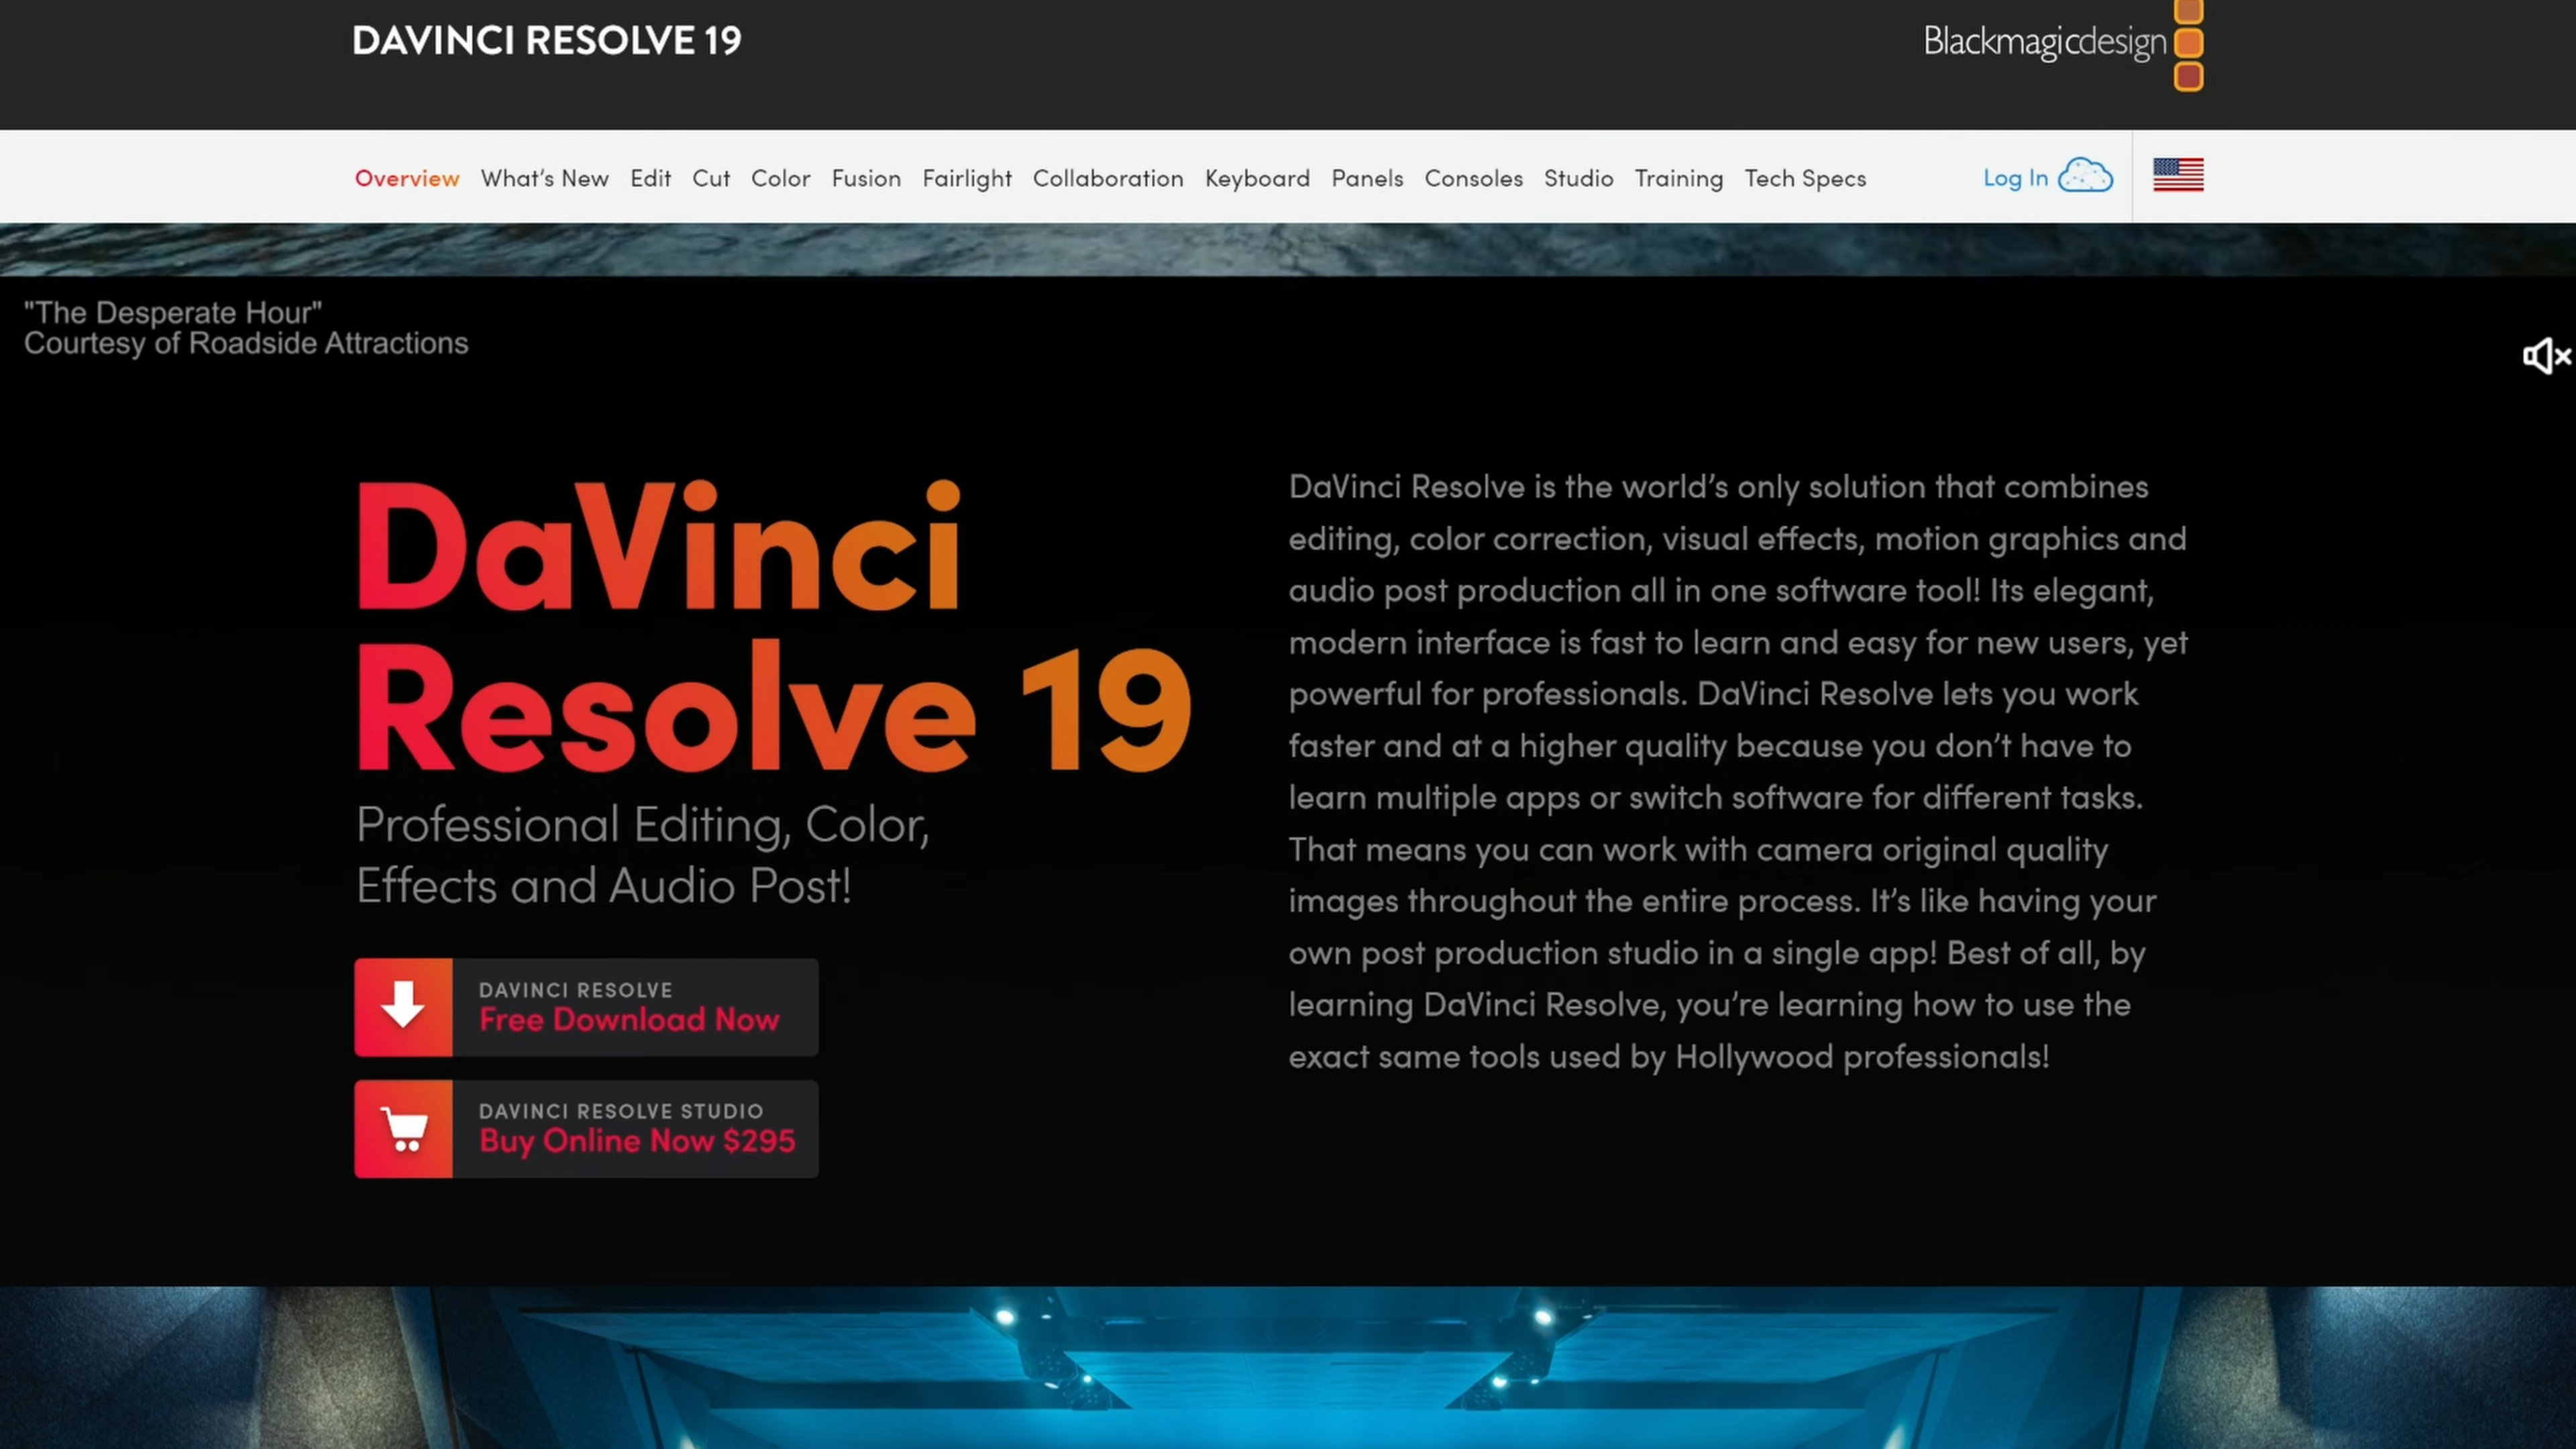 DAVINCI RESOLVE 19
Blackmagicdesign
Overview What's New Edit Cut Color Fusion Fairlight Collaboration Keyboard Panels Consoles Studio Training Tech Specs Log In
"The Desperate Hour"
Courtesy of Roadside Attractions
DaVinci
Resolve 19
Professional Editing, Color,
Effects and Audio Post!
DAVINCI RESOLVE
Free Download Now
DAVINCI RESOLVE STUDIO
Buy Online Now $295
DaVinci Resolve is the world’s only solution that combines
editing, color correction, visual effects, motion graphics and
audio post production all in one software tool! Its elegant,
modern interface is fast to learn and easy for new users, yet
powerful for professionals. DaVinci Resolve lets you work
faster and at a higher quality because you don’t have to
learn multiple apps or switch software for different tasks.
That means you can work with camera original quality
images throughout the entire process. It’s like having your
own post production studio in a single app! Best of all, by
learning DaVinci Resolve, you’re learning how to use the
exact same tools used by Hollywood professionals!